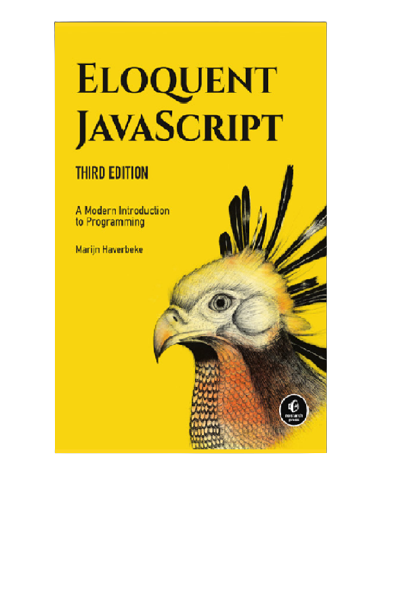 ELOQUENT
JAVASCRIPT
THIRD EDITION
A Modern Introduction
to Programming
Marijn Haverbeke